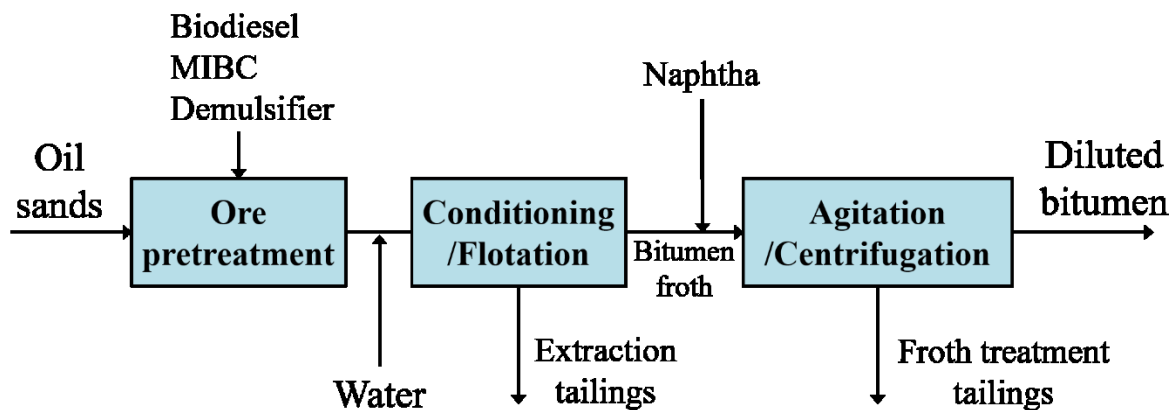 Biodiesel
MIBC
Demulsifier
Naphtha
Oil
sands
Diluted
bitumen
Ore
pretreatment
Conditioning
/Flotation
Agitation
/Centrifugation
Bitumen
froth
Water
Extraction
tailings
Froth treatment
tailings